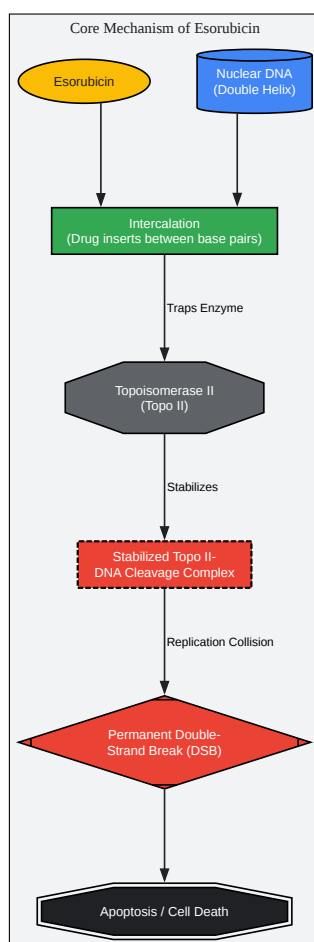 Core Mechanism of Esorubicin
Esorubicin
Nuclear DNA
(Double Helix)
Intercalation
(Drug inserts between base pairs)
Traps Enzyme
Topoisomerase II
(Topo II)
Stabilizes
Stabilized Topo II-
DNA Cleavage Complex
Replication Collision
Permanent Double-
Strand Break (DSB)
Apoptosis / Cell Death